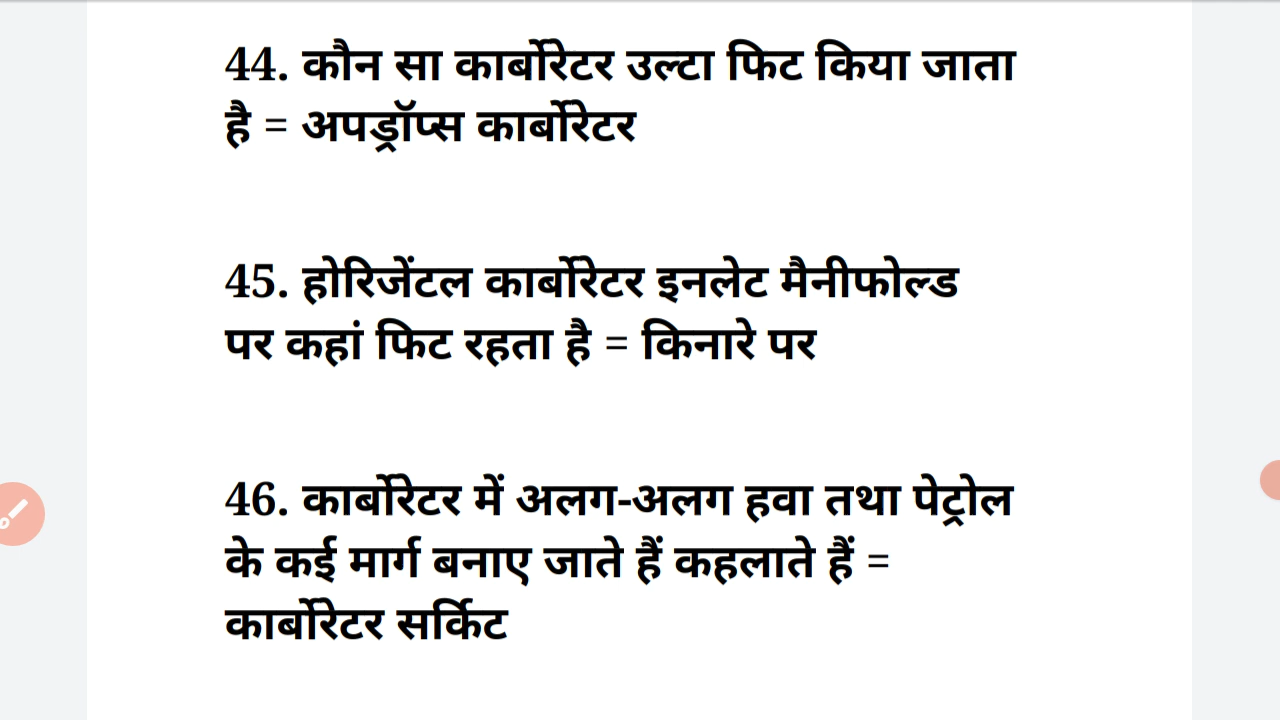 44. कौन सा कार्बोरेटर उल्टा फिट किया जाता
है = अपड्रॉप्स कार्बोरेटर
45. होरिजेंटल कार्बोरेटर इनलेट मैनीफोल्ड
पर कहां फिट रहता है = किनारे पर
46. कार्बोरेटर में अलग-अलग हवा तथा पेट्रोल
के कई मार्ग बनाए जाते हैं कहलाते हैं =
कार्बोरेटर सर्किट